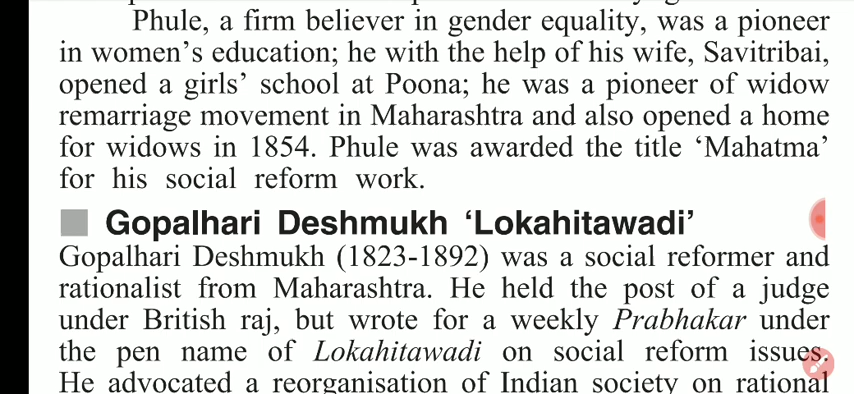 Phule, a firm believer in gender equality, was a pioneer
in women's education; he with the help of his wife, Savitribai,
opened a girls' school at Poona; he was a pioneer of widow
remarriage movement in Maharashtra and also opened a home
for widows in 1854. Phule was awarded the title ‘Mahatma’
for his social reform work.
Gopalhari Deshmukh ‘Lokahitawadi’
Gopalhari Deshmukh (1823-1892) was a social reformer and
rationalist from Maharashtra. He held the post of a judge
under British raj, but wrote for a weekly Prabhakar under
the pen name of Lokahitawadi on social reform issues.
He advocated a reorganisation of Indian society on rational